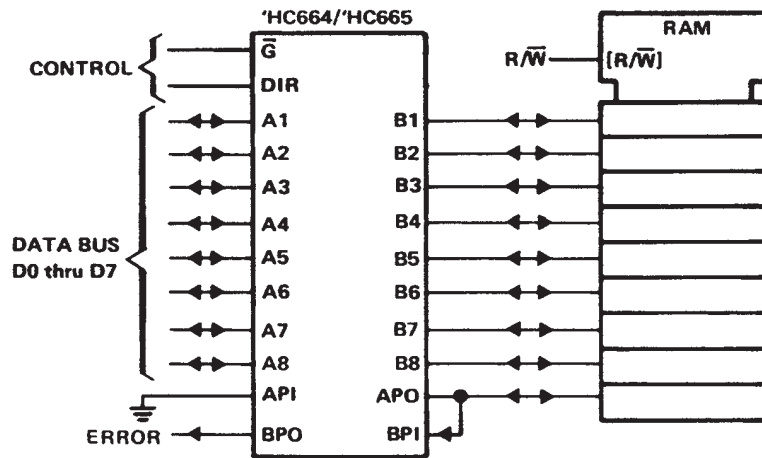 'HC664/'HC665
RAM
CONTROL
G̅
DIR
R/W̅
[R/W̅]
DATA BUS
D0 thru D7
A1
B1
A2
B2
A3
B3
A4
B4
A5
B5
A6
B6
A7
B7
A8
B8
API
APO
ERROR
BPO
BPI